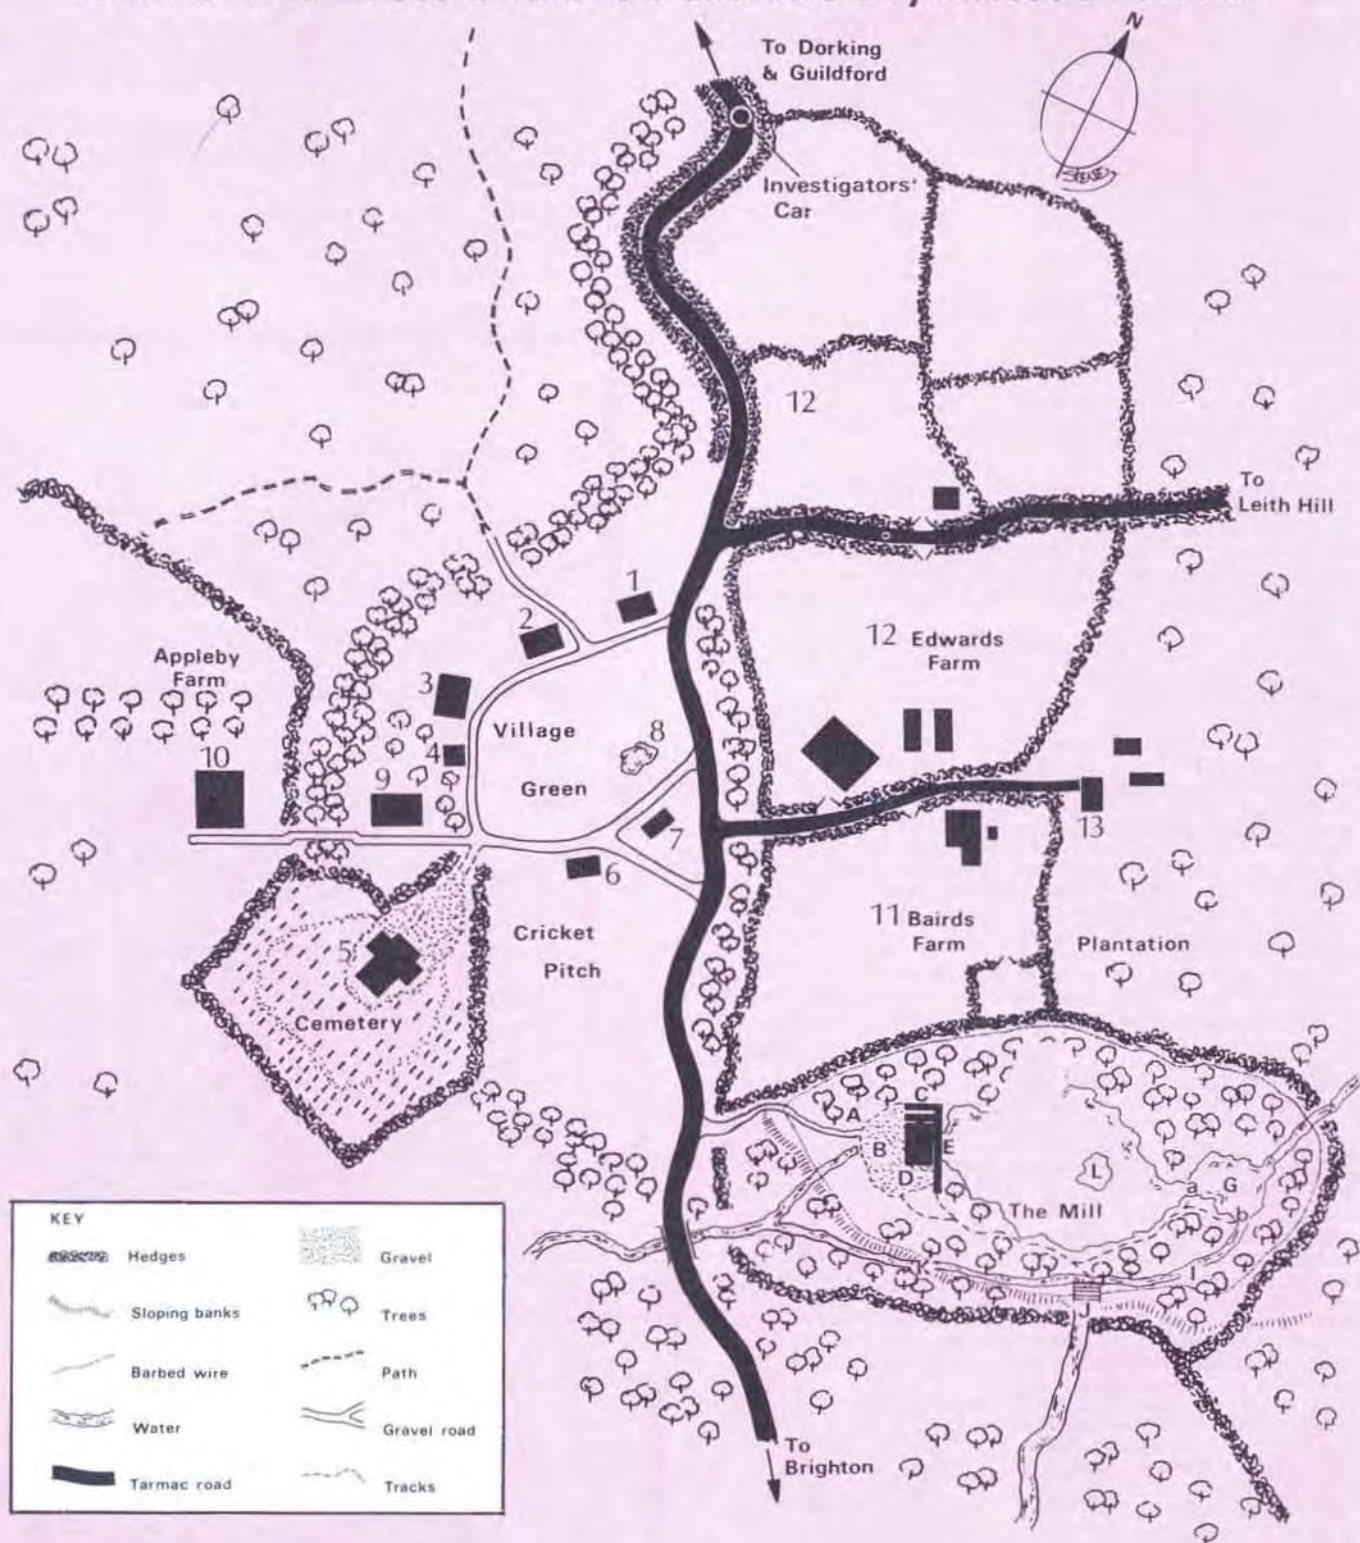 To Dorking
& Guildford
N
Investigators'
Car
12
To
Leith Hill
1
2
12 Edwards
Farm
Appleby
Farm
3
Village
Green
8
4
10
9
7
13
6
11 Bairds
Farm
Cricket
Pitch
Plantation
5
Cemetery
A
C
B
E
D
L
a
G
b
The Mill
K
I
J
KEY
Hedges
Gravel
Sloping banks
Trees
Barbed wire
Path
Water
Gravel road
Tarmac road
Tracks
To
Brighton